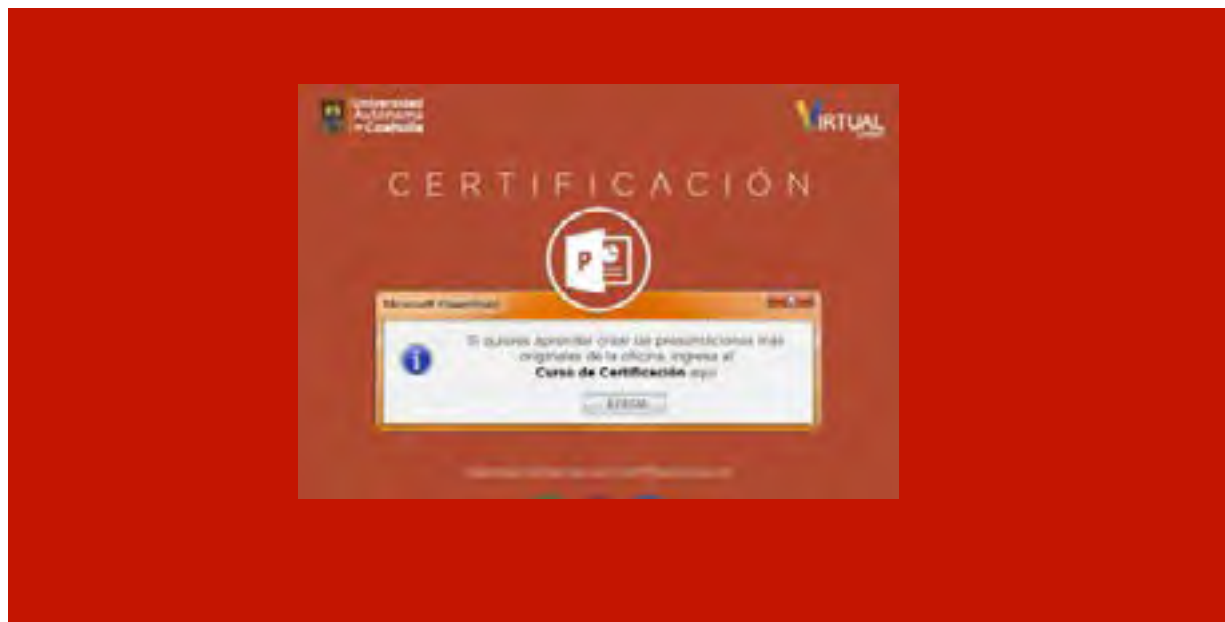 Universidad
Autónoma
de Coahuila
VIRTUAL
CERTIFICACIÓN
P
Microsoft PowerPoint
Si quieres aprender crear las presentaciones más
originales de la oficina, ingresa al
Curso de Certificación aquí